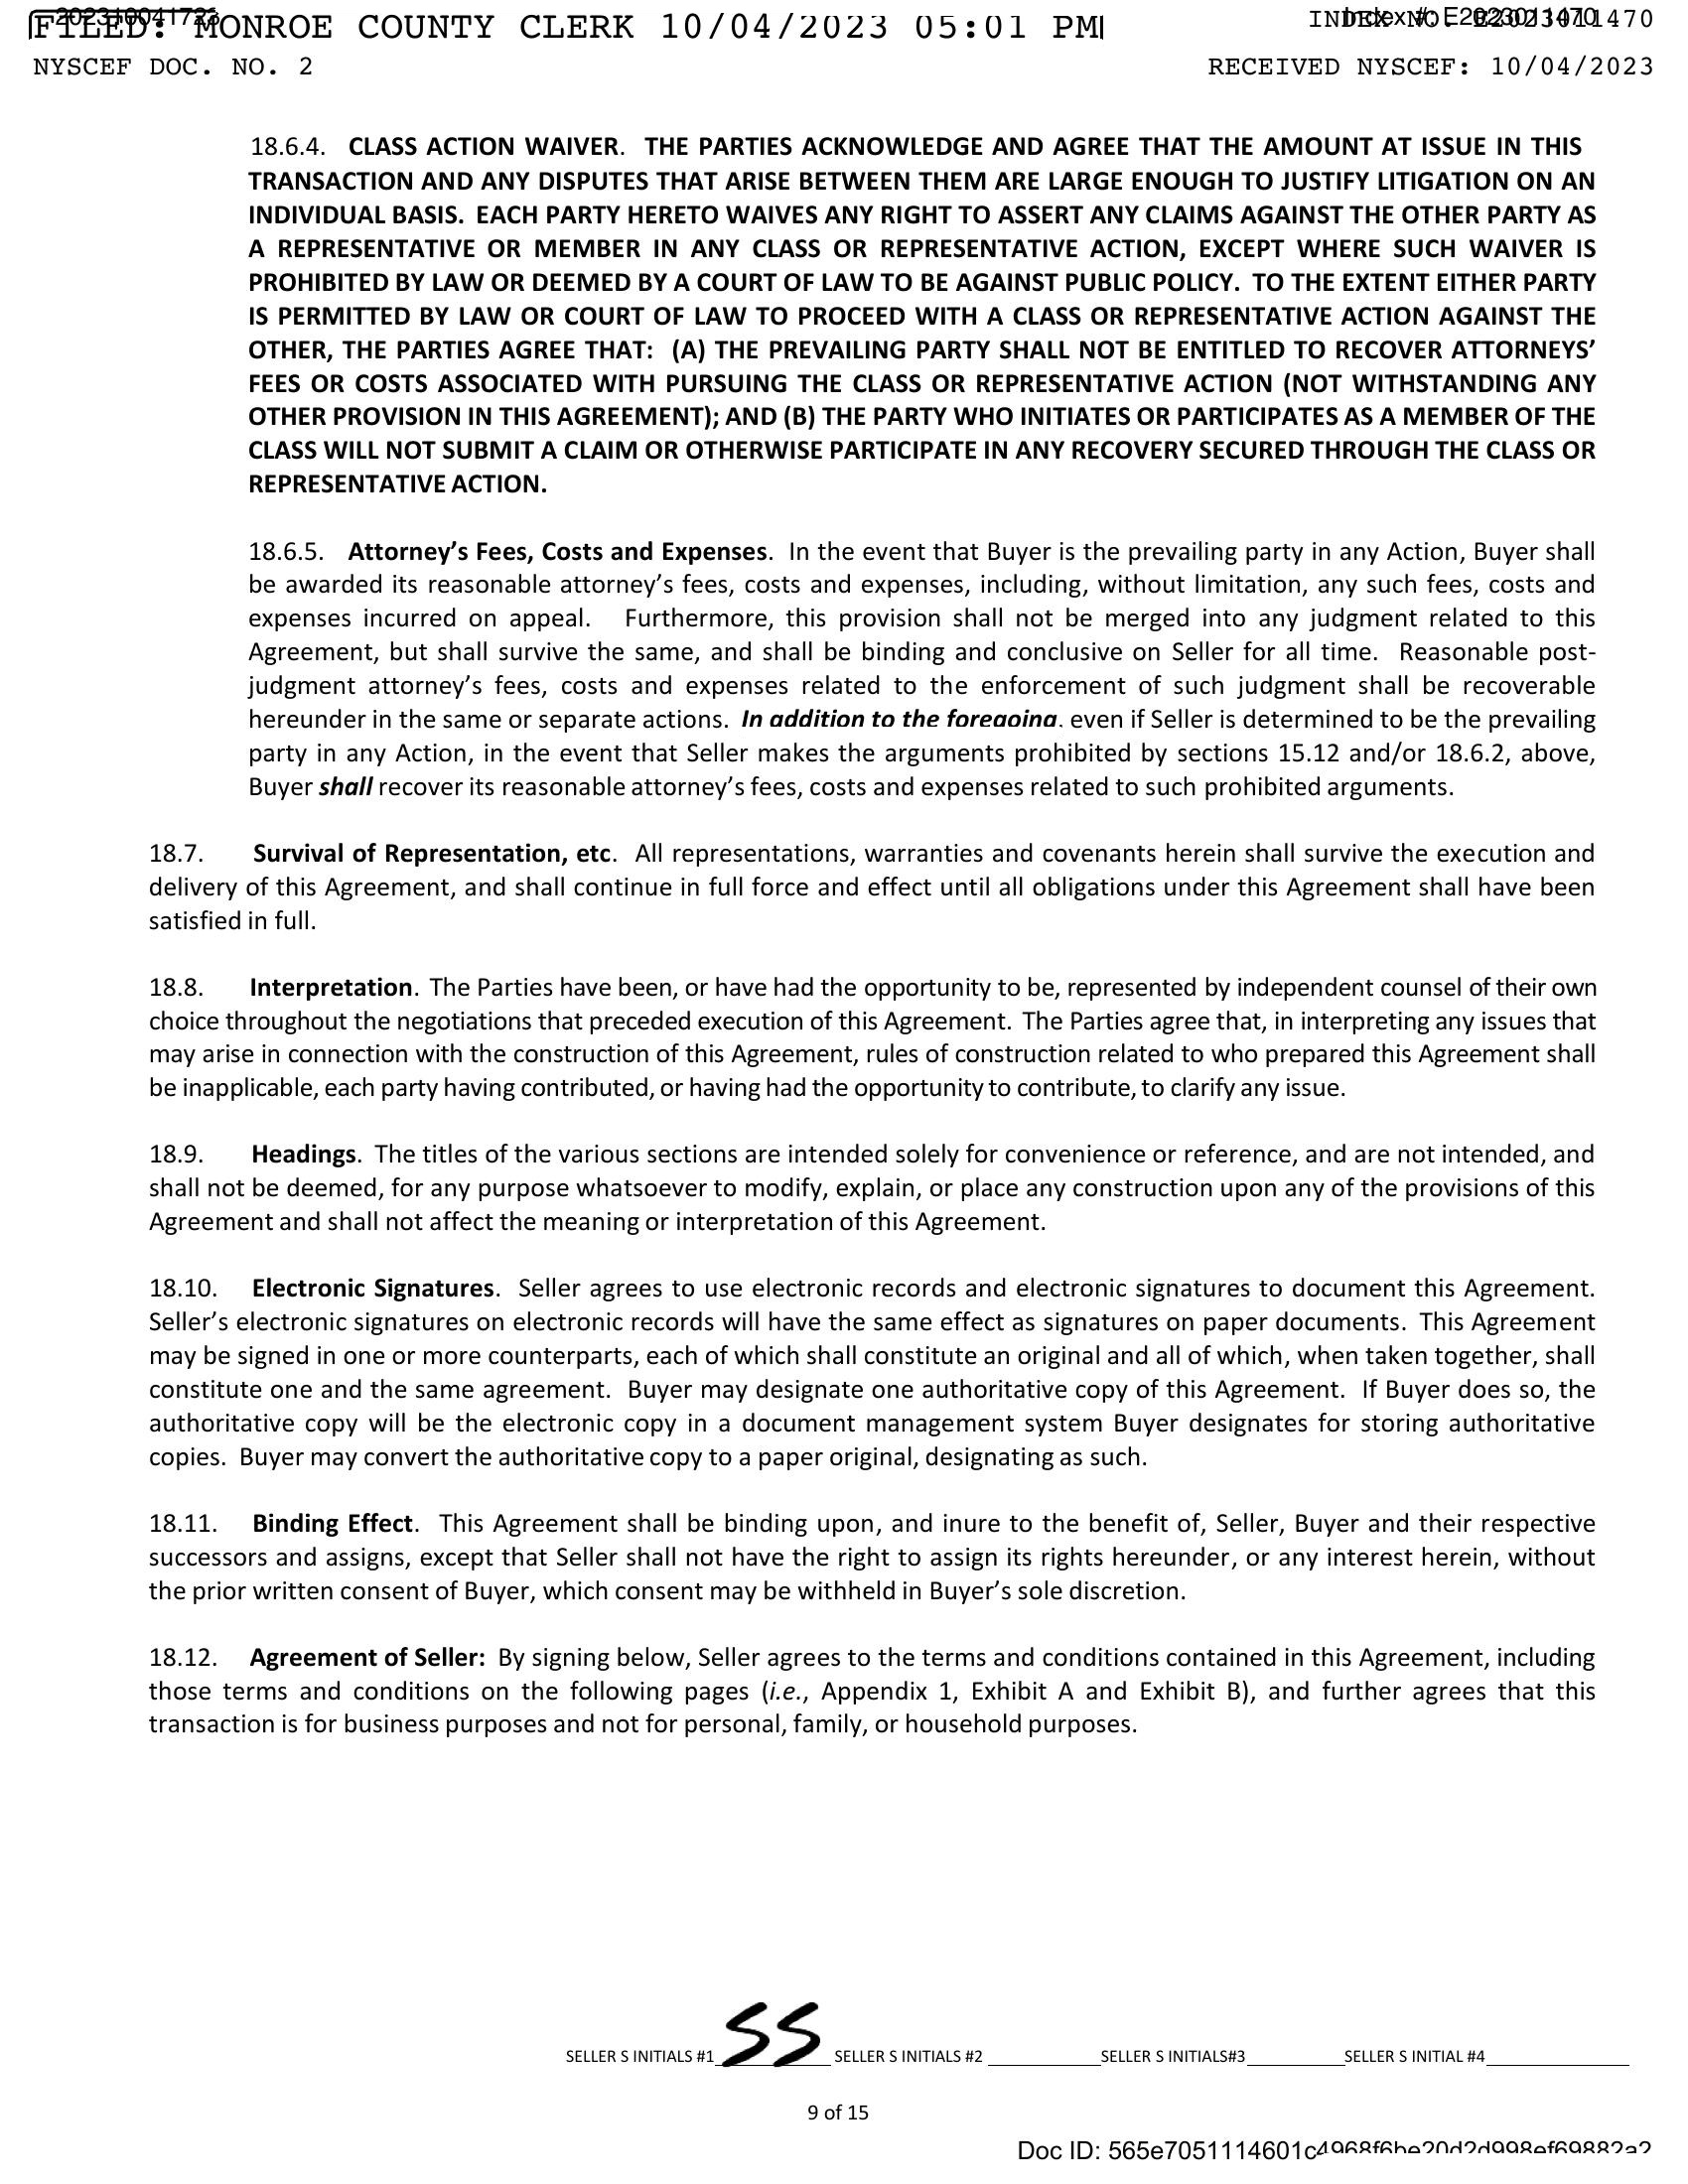 202310041723
FILED: MONROE COUNTY CLERK 10/04/2023 05:01 PM
INDEX NO. E2023011470
Index #: E2023011470
NYSCEF DOC. NO. 2
RECEIVED NYSCEF: 10/04/2023
18.6.4. CLASS ACTION WAIVER. THE PARTIES ACKNOWLEDGE AND AGREE THAT THE AMOUNT AT ISSUE IN THIS
TRANSACTION AND ANY DISPUTES THAT ARISE BETWEEN THEM ARE LARGE ENOUGH TO JUSTIFY LITIGATION ON AN
INDIVIDUAL BASIS. EACH PARTY HERETO WAIVES ANY RIGHT TO ASSERT ANY CLAIMS AGAINST THE OTHER PARTY AS
A REPRESENTATIVE OR MEMBER IN ANY CLASS OR REPRESENTATIVE ACTION, EXCEPT WHERE SUCH WAIVER IS
PROHIBITED BY LAW OR DEEMED BY A COURT OF LAW TO BE AGAINST PUBLIC POLICY. TO THE EXTENT EITHER PARTY
IS PERMITTED BY LAW OR COURT OF LAW TO PROCEED WITH A CLASS OR REPRESENTATIVE ACTION AGAINST THE
OTHER, THE PARTIES AGREE THAT: (A) THE PREVAILING PARTY SHALL NOT BE ENTITLED TO RECOVER ATTORNEYS’
FEES OR COSTS ASSOCIATED WITH PURSUING THE CLASS OR REPRESENTATIVE ACTION (NOT WITHSTANDING ANY
OTHER PROVISION IN THIS AGREEMENT); AND (B) THE PARTY WHO INITIATES OR PARTICIPATES AS A MEMBER OF THE
CLASS WILL NOT SUBMIT A CLAIM OR OTHERWISE PARTICIPATE IN ANY RECOVERY SECURED THROUGH THE CLASS OR
REPRESENTATIVE ACTION.
18.6.5. Attorney’s Fees, Costs and Expenses. In the event that Buyer is the prevailing party in any Action, Buyer shall
be awarded its reasonable attorney’s fees, costs and expenses, including, without limitation, any such fees, costs and
expenses incurred on appeal. Furthermore, this provision shall not be merged into any judgment related to this
Agreement, but shall survive the same, and shall be binding and conclusive on Seller for all time. Reasonable post-
judgment attorney’s fees, costs and expenses related to the enforcement of such judgment shall be recoverable
hereunder in the same or separate actions. In addition to the foregoing, even if Seller is determined to be the prevailing
party in any Action, in the event that Seller makes the arguments prohibited by sections 15.12 and/or 18.6.2, above,
Buyer shall recover its reasonable attorney’s fees, costs and expenses related to such prohibited arguments.
18.7. Survival of Representation, etc. All representations, warranties and covenants herein shall survive the execution and
delivery of this Agreement, and shall continue in full force and effect until all obligations under this Agreement shall have been
satisfied in full.
18.8. Interpretation. The Parties have been, or have had the opportunity to be, represented by independent counsel of their own
choice throughout the negotiations that preceded execution of this Agreement. The Parties agree that, in interpreting any issues that
may arise in connection with the construction of this Agreement, rules of construction related to who prepared this Agreement shall
be inapplicable, each party having contributed, or having had the opportunity to contribute, to clarify any issue.
18.9. Headings. The titles of the various sections are intended solely for convenience or reference, and are not intended, and
shall not be deemed, for any purpose whatsoever to modify, explain, or place any construction upon any of the provisions of this
Agreement and shall not affect the meaning or interpretation of this Agreement.
18.10. Electronic Signatures. Seller agrees to use electronic records and electronic signatures to document this Agreement.
Seller’s electronic signatures on electronic records will have the same effect as signatures on paper documents. This Agreement
may be signed in one or more counterparts, each of which shall constitute an original and all of which, when taken together, shall
constitute one and the same agreement. Buyer may designate one authoritative copy of this Agreement. If Buyer does so, the
authoritative copy will be the electronic copy in a document management system Buyer designates for storing authoritative
copies. Buyer may convert the authoritative copy to a paper original, designating as such.
18.11. Binding Effect. This Agreement shall be binding upon, and inure to the benefit of, Seller, Buyer and their respective
successors and assigns, except that Seller shall not have the right to assign its rights hereunder, or any interest herein, without
the prior written consent of Buyer, which consent may be withheld in Buyer’s sole discretion.
18.12. Agreement of Seller: By signing below, Seller agrees to the terms and conditions contained in this Agreement, including
those terms and conditions on the following pages (i.e., Appendix 1, Exhibit A and Exhibit B), and further agrees that this
transaction is for business purposes and not for personal, family, or household purposes.
SELLER S INITIALS #1 SS SELLER S INITIALS #2 SELLER S INITIALS#3 SELLER S INITIAL #4
9 of 15
Doc ID: 565e7051114601c4968f6be20d2d998ef69882a2